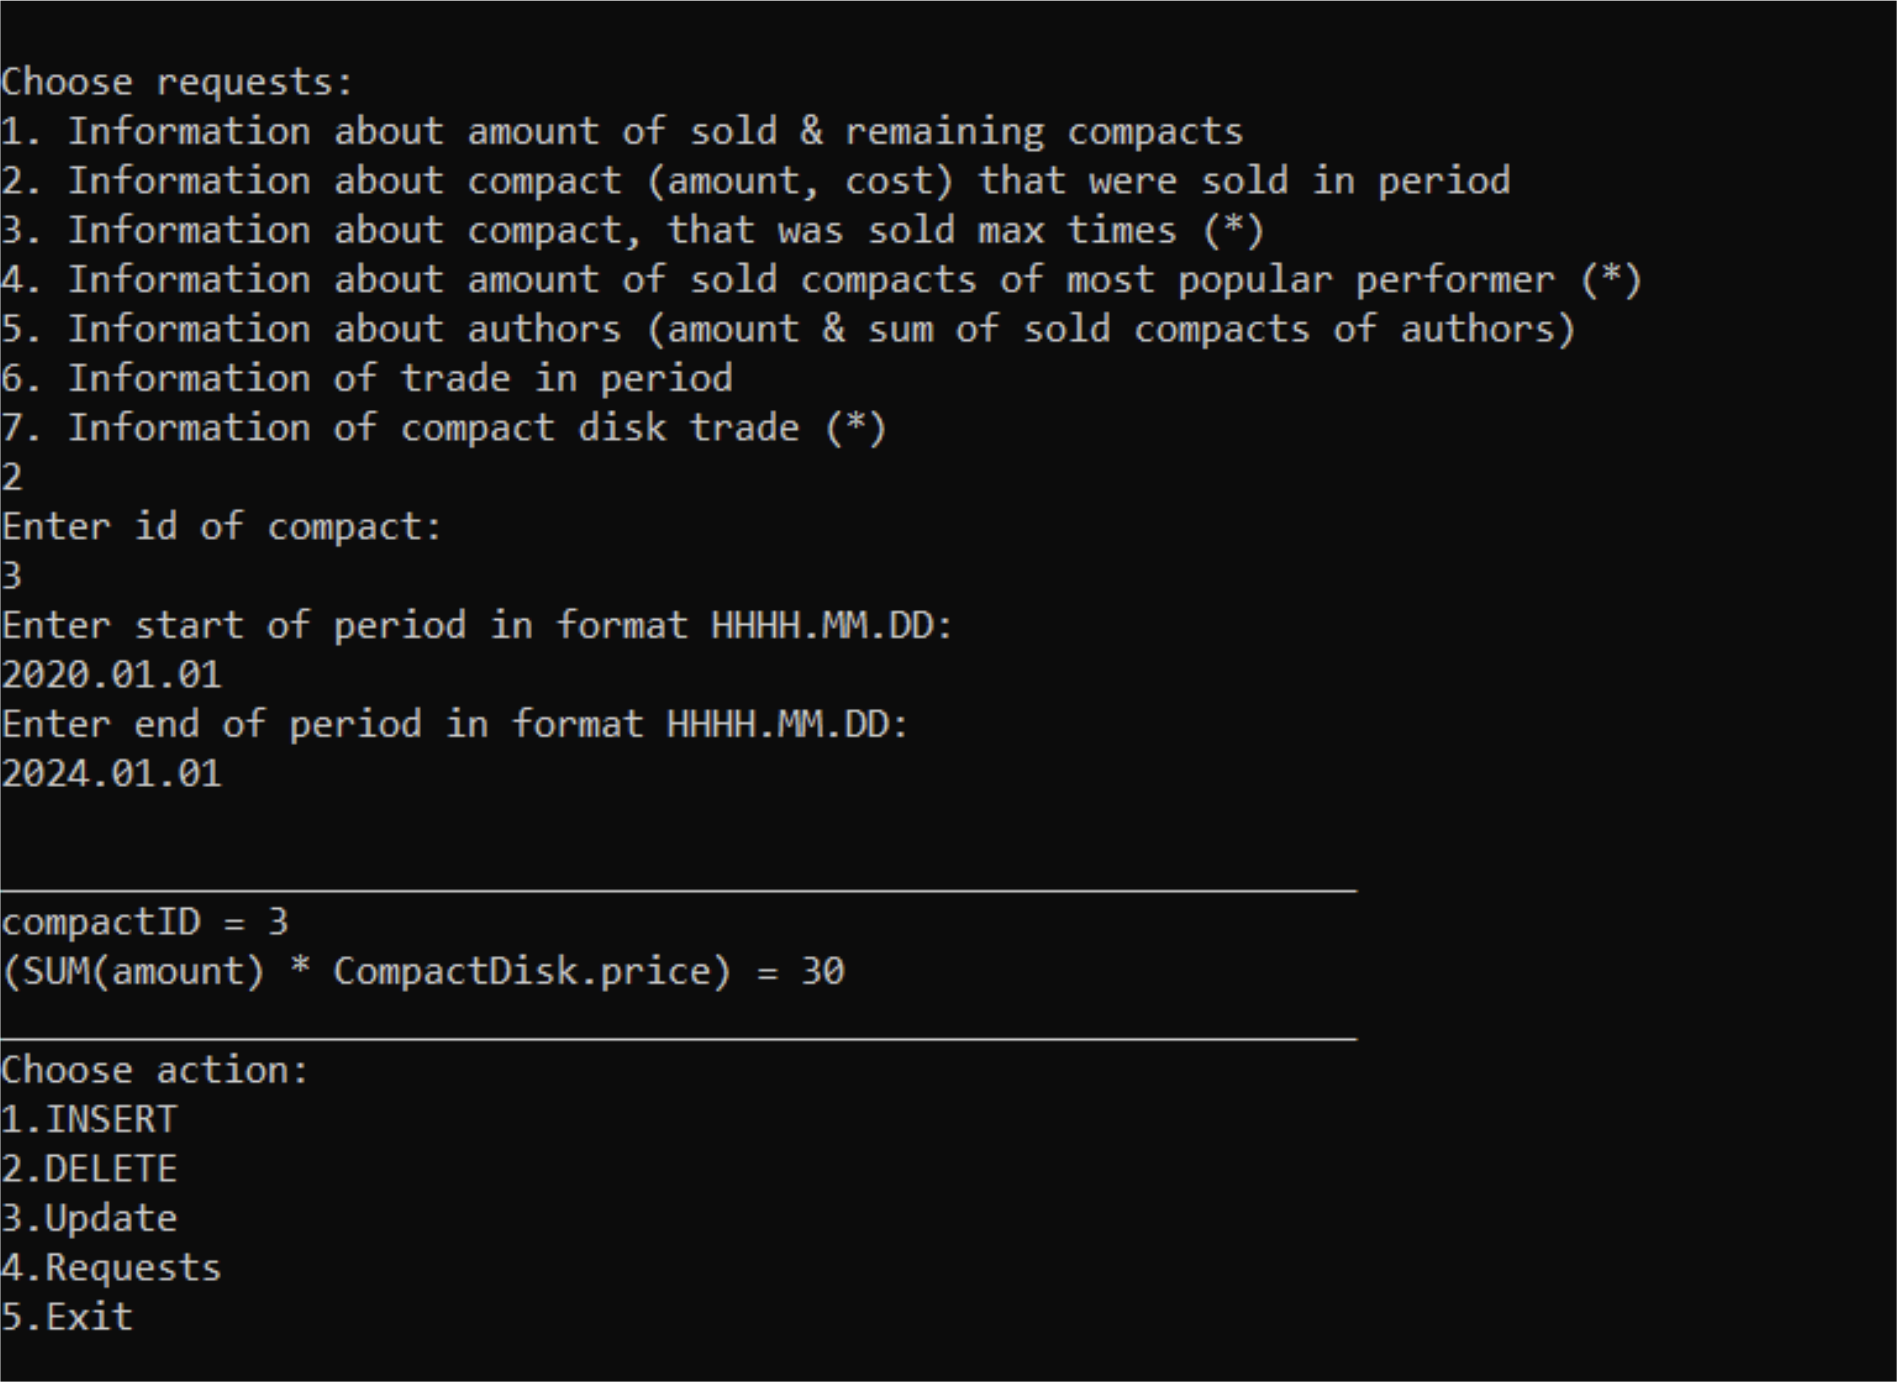 Choose requests:
1. Information about amount of sold & remaining compacts
2. Information about compact (amount, cost) that were sold in period
3. Information about compact, that was sold max times (*)
4. Information about amount of sold compacts of most popular performer (*)
5. Information about authors (amount & sum of sold compacts of authors)
6. Information of trade in period
7. Information of compact disk trade (*)
2
Enter id of compact:
3
Enter start of period in format HHHH.MM.DD:
2020.01.01
Enter end of period in format HHHH.MM.DD:
2024.01.01
compactID = 3
(SUM(amount) * CompactDisk.price) = 30
Choose action:
1.INSERT
2.DELETE
3.Update
4.Requests
5.Exit